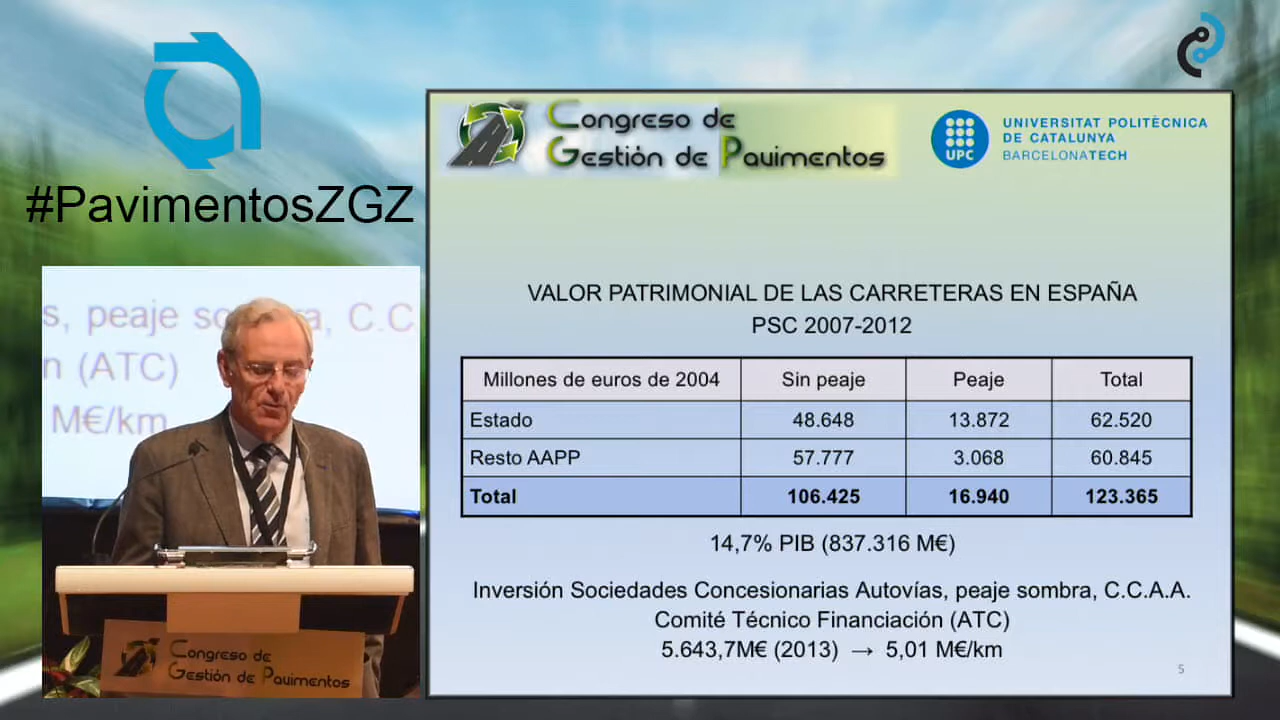 #PavimentosZGZ
s, peaje so a, C.C
n (ATC)
M€/km
Congreso de
Gestión de Pavimentos
Congreso de
Gestión de Pavimentos
UPC
UNIVERSITAT POLITÈCNICA
DE CATALUNYA
BARCELONATECH
VALOR PATRIMONIAL DE LAS CARRETERAS EN ESPAÑA
PSC 2007-2012
Millones de euros de 2004 Sin peaje Peaje Total
Estado 48.648 13.872 62.520
Resto AAPP 57.777 3.068 60.845
Total 106.425 16.940 123.365
14,7% PIB (837.316 M€)
Inversión Sociedades Concesionarias Autovías, peaje sombra, C.C.A.A.
Comité Técnico Financiación (ATC)
5.643,7M€ (2013) → 5,01 M€/km
5